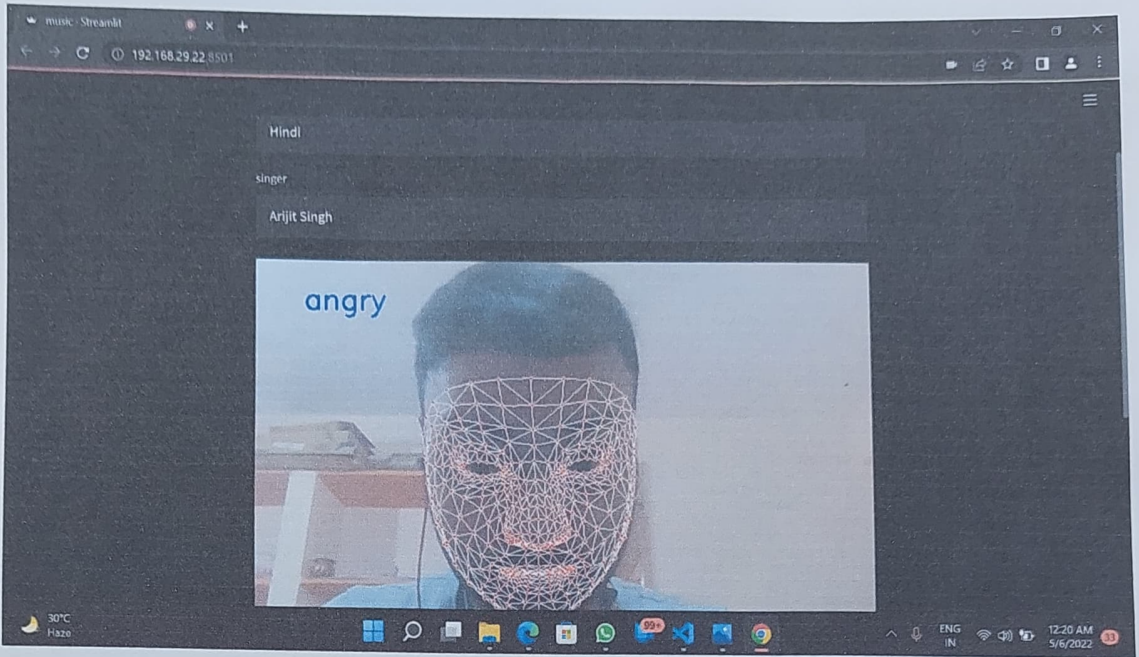 music · Streamlit
192.168.29.22:8501
Hindi
singer
Arijit Singh
angry
30°C
Haze
99+
ENG
IN
12:20 AM
5/6/2022
33